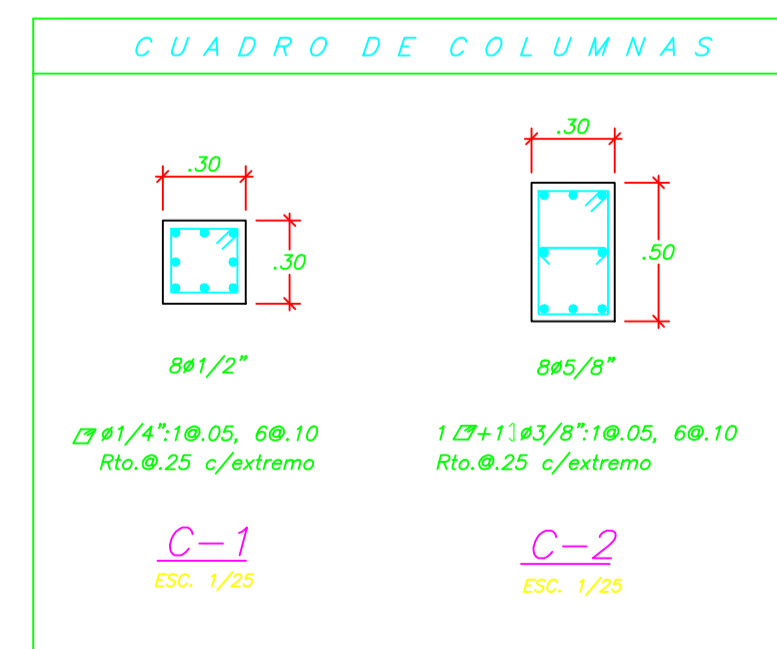 CUADRO DE COLUMNAS
.30
.30
8ø1/2"
ø1/4":1@.05, 6@.10
Rto.@.25 c/extremo
C-1
ESC. 1/25
.30
.50
8ø5/8"
1 +1 ø3/8":1@.05, 6@.10
Rto.@.25 c/extremo
C-2
ESC. 1/25